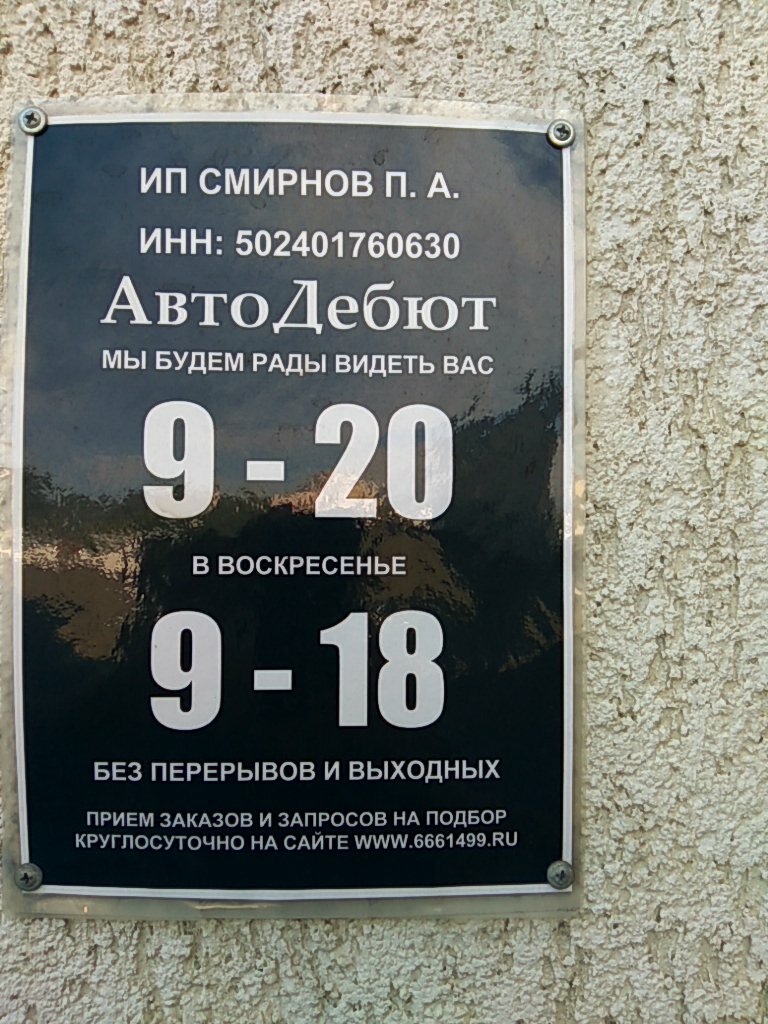 ИП СМИРНОВ П. А.
ИНН: 502401760630
АвтоДебют
МЫ БУДЕМ РАДЫ ВИДЕТЬ ВАС
9 - 20
В ВОСКРЕСЕНЬЕ
9 - 18
БЕЗ ПЕРЕРЫВОВ И ВЫХОДНЫХ
ПРИЕМ ЗАКАЗОВ И ЗАПРОСОВ НА ПОДБОР
КРУГЛОСУТОЧНО НА САЙТЕ WWW.6661499.RU